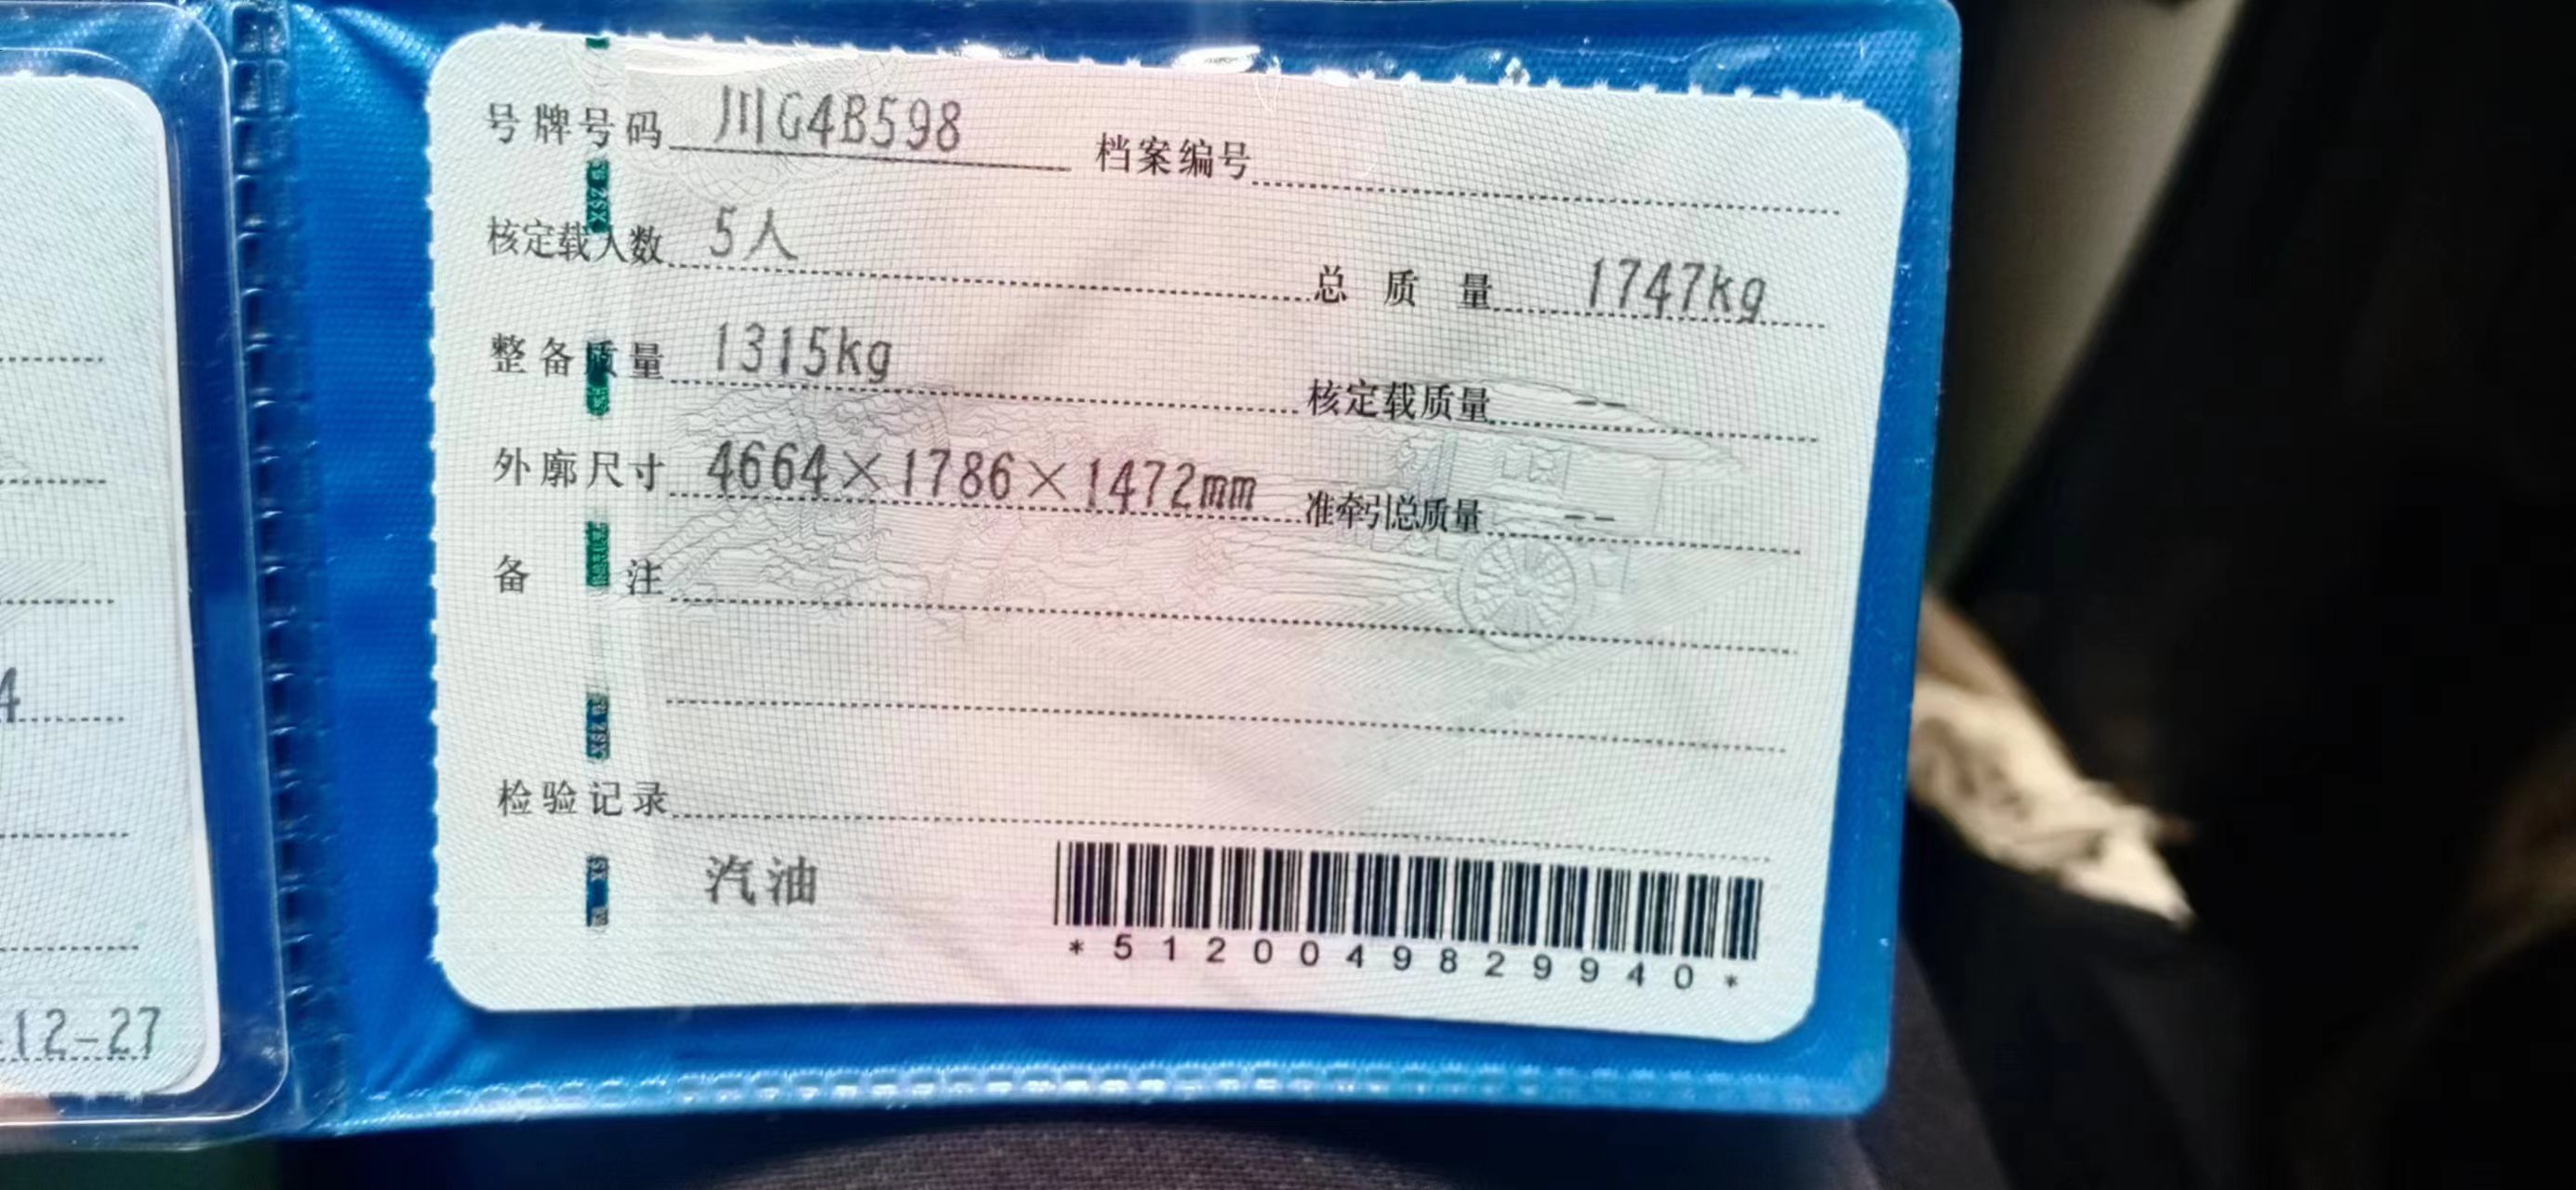 号牌号码 川G4B598 档案编号
核定载人数 5人 总质量 1747kg
整备质量 1315kg 核定载质量 --
外廓尺寸 4664×1786×1472mm 准牵引总质量 --
备注
检验记录
汽油
*5120049829940*
4
-12-27